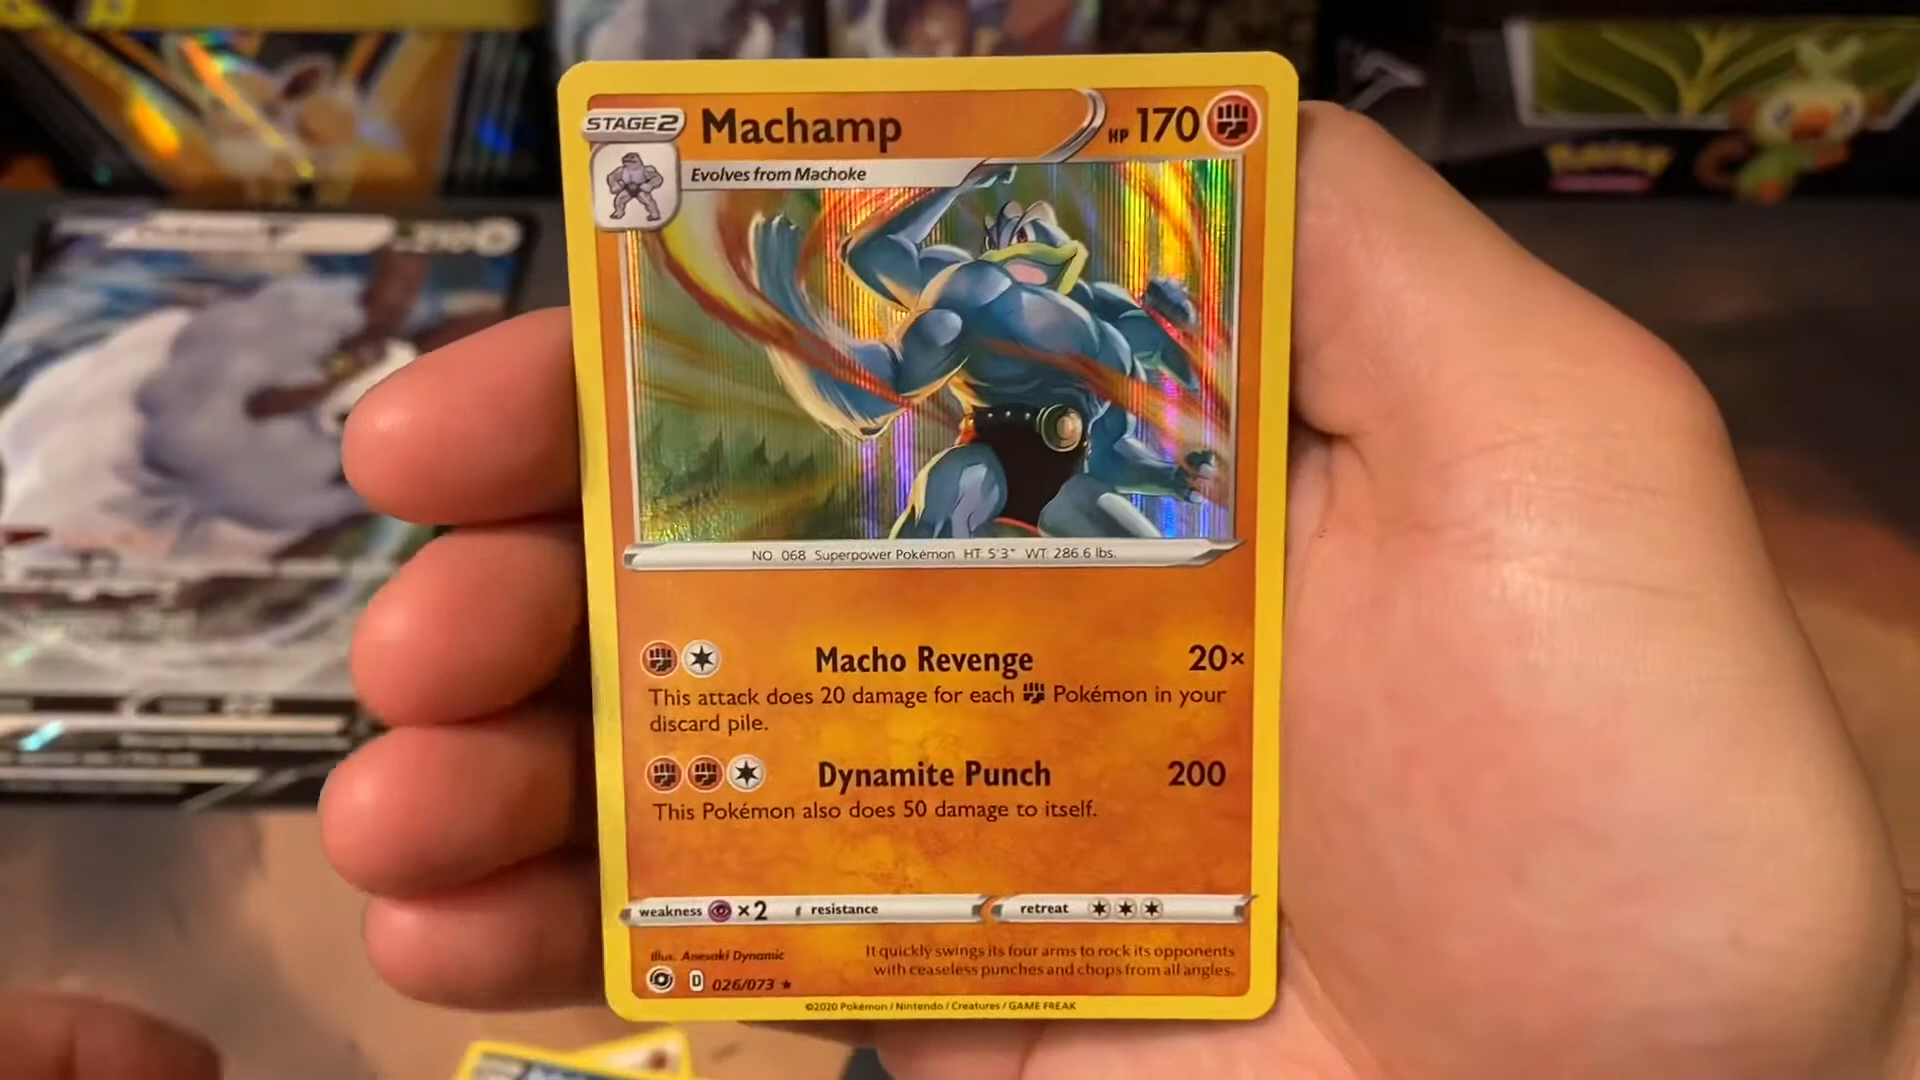 STAGE2 Machamp HP 170
Evolves from Machoke
Pokémon
NO. 068 Superpower Pokémon HT: 5'3" WT: 286.6 lbs.
Macho Revenge 20×
This attack does 20 damage for each Pokémon in your
discard pile.
Dynamite Punch 200
This Pokémon also does 50 damage to itself.
weakness ×2 resistance retreat
Illus. Anesaki Dynamic
It quickly swings its four arms to rock its opponents
with ceaseless punches and chops from all angles.
D 026/073 ★
©2020 Pokémon / Nintendo / Creatures / GAME FREAK